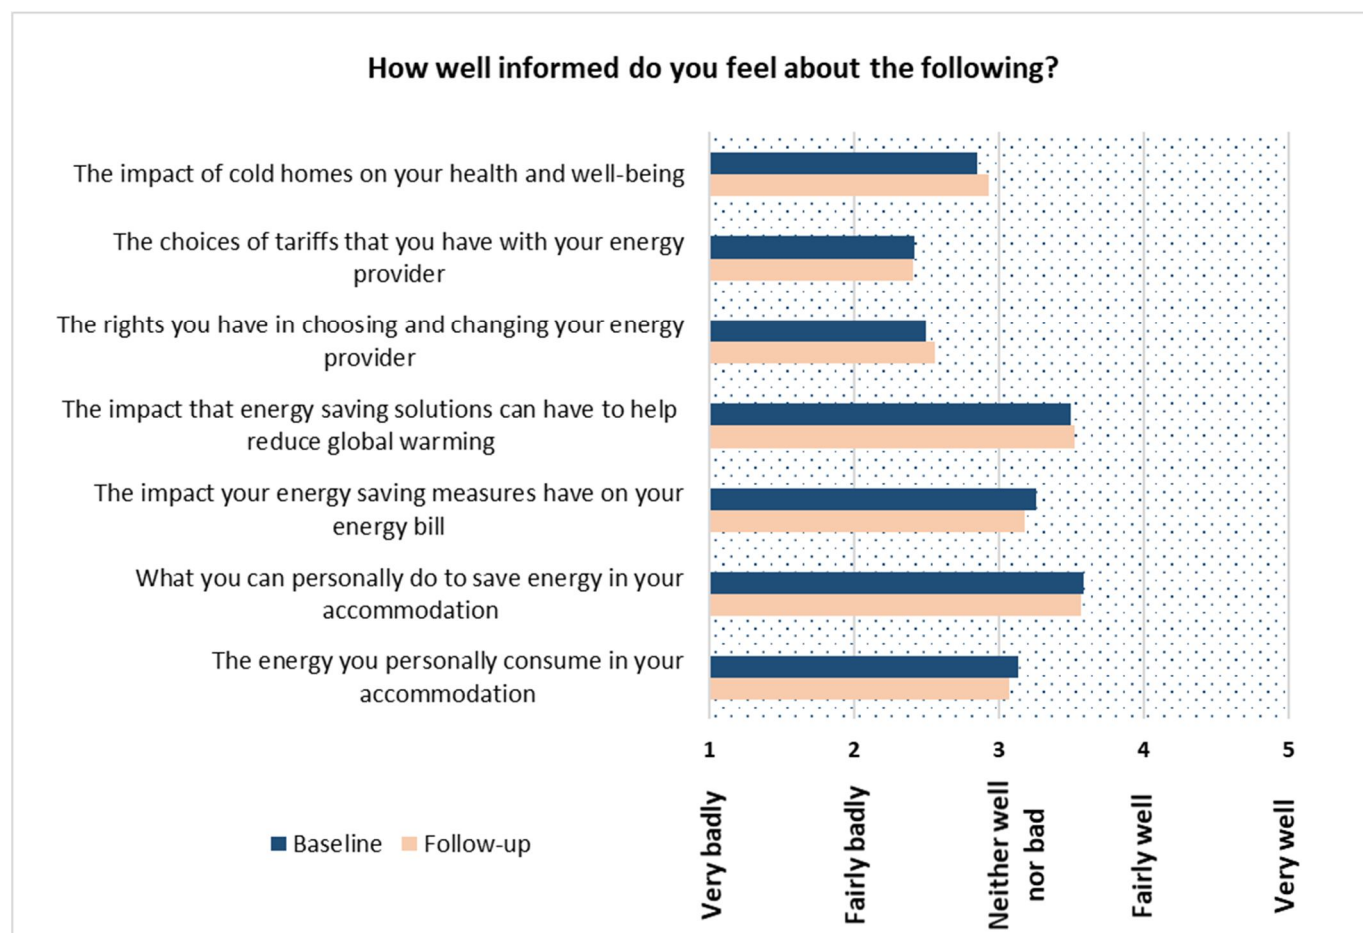 How well informed do you feel about the following?
The impact of cold homes on your health and well-being
The choices of tariffs that you have with your energy
provider
The rights you have in choosing and changing your energy
provider
The impact that energy saving solutions can have to help
reduce global warming
The impact your energy saving measures have on your
energy bill
What you can personally do to save energy in your
accommodation
The energy you personally consume in your
accommodation
1
2
3
4
5
Very badly
Fairly badly
Neither well
nor bad
Fairly well
Very well
Baseline
Follow-up